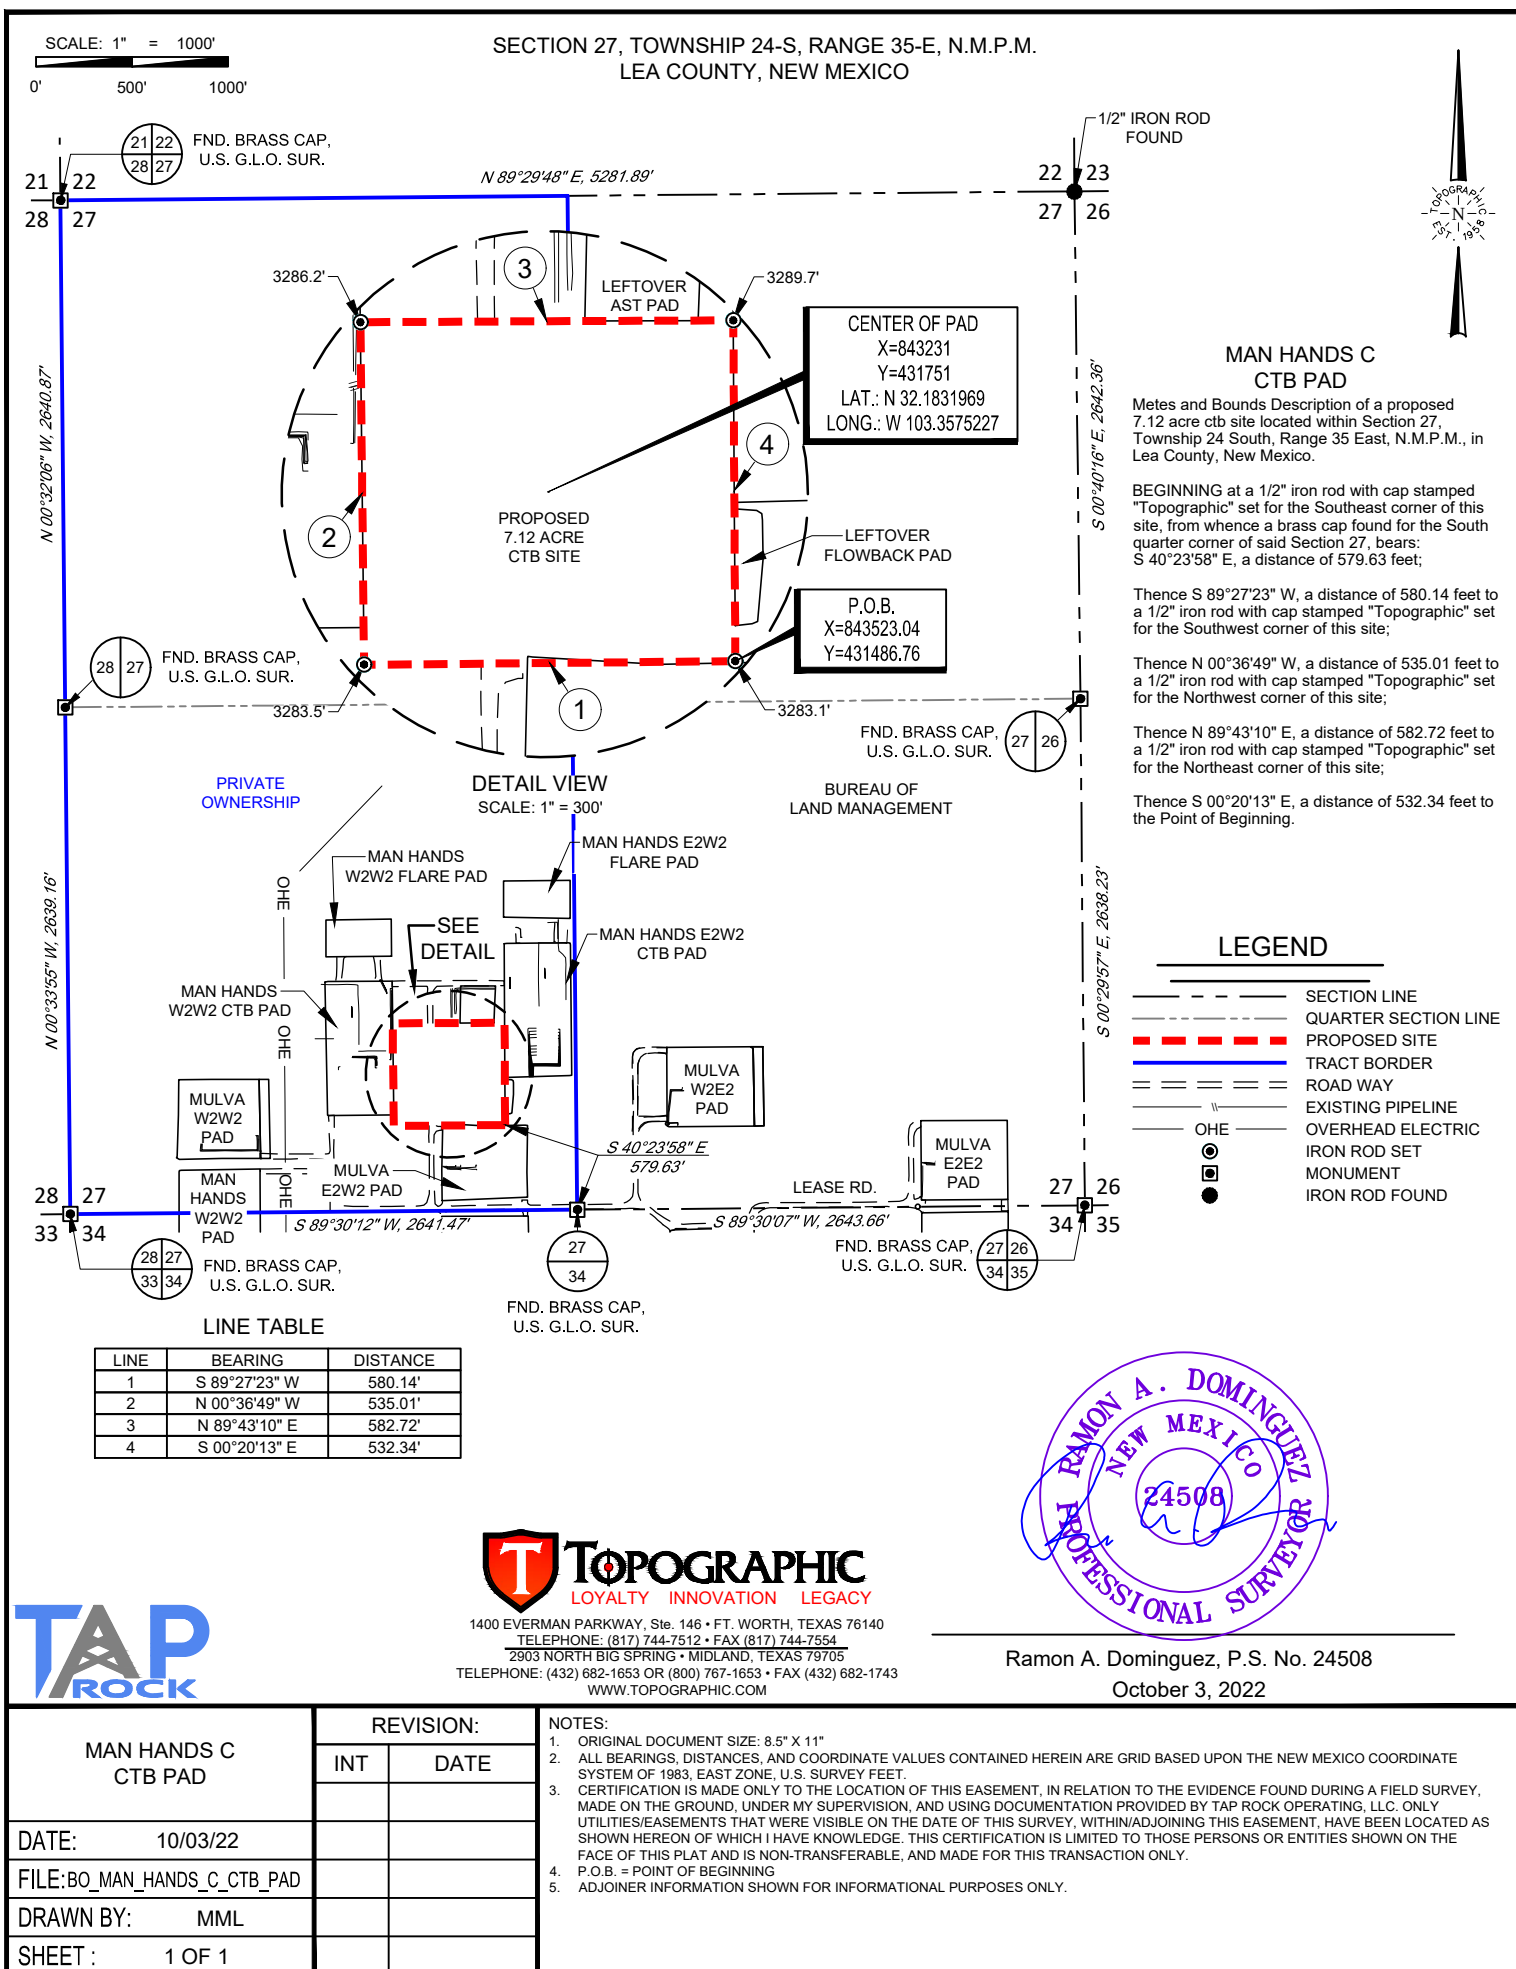 SCALE: 1" = 1000'
0' 500' 1000'
SECTION 27, TOWNSHIP 24-S, RANGE 35-E, N.M.P.M.
LEA COUNTY, NEW MEXICO
21 22
28 27
FND. BRASS CAP,
U.S. G.L.O. SUR.
21 22
28 27
N 89°29'48" E, 5281.89'
1/2" IRON ROD
FOUND
22 23
27 26
TOPOGRAPHIC
N
EST. 1958
3286.2'
3
LEFTOVER
AST PAD
3289.7'
CENTER OF PAD
X=843231
Y=431751
LAT.: N 32.1831969
LONG.: W 103.3575227
N 00°32'06" W, 2640.87'
S 00°40'16" E, 2642.36'
4
2
PROPOSED
7.12 ACRE
CTB SITE
LEFTOVER
FLOWBACK PAD
P.O.B.
X=843523.04
Y=431486.76
28 27
FND. BRASS CAP,
U.S. G.L.O. SUR.
3283.5'
1
3283.1'
FND. BRASS CAP,
U.S. G.L.O. SUR.
27 26
DETAIL VIEW
SCALE: 1" = 300'
PRIVATE
OWNERSHIP
BUREAU OF
LAND MANAGEMENT
MAN HANDS C
CTB PAD
Metes and Bounds Description of a proposed
7.12 acre ctb site located within Section 27,
Township 24 South, Range 35 East, N.M.P.M., in
Lea County, New Mexico.
BEGINNING at a 1/2" iron rod with cap stamped
"Topographic" set for the Southeast corner of this
site, from whence a brass cap found for the South
quarter corner of said Section 27, bears:
S 40°23'58" E, a distance of 579.63 feet;
Thence S 89°27'23" W, a distance of 580.14 feet to
a 1/2" iron rod with cap stamped "Topographic" set
for the Southwest corner of this site;
Thence N 00°36'49" W, a distance of 535.01 feet to
a 1/2" iron rod with cap stamped "Topographic" set
for the Northwest corner of this site;
Thence N 89°43'10" E, a distance of 582.72 feet to
a 1/2" iron rod with cap stamped "Topographic" set
for the Northeast corner of this site;
Thence S 00°20'13" E, a distance of 532.34 feet to
the Point of Beginning.
MAN HANDS
W2W2 FLARE PAD
MAN HANDS E2W2
FLARE PAD
OHE
SEE
DETAIL
MAN HANDS E2W2
CTB PAD
MAN HANDS
W2W2 CTB PAD
OHE
N 00°33'55" W, 2639.16'
S 00°29'57" E, 2638.23'
MULVA
W2W2
PAD
MULVA
W2E2
PAD
MULVA
E2E2
PAD
MAN
HANDS
W2W2
PAD
OHE
MULVA
E2W2 PAD
S 40°23'58" E
579.63'
LEASE RD.
28 27
33 34
S 89°30'12" W, 2641.47'
S 89°30'07" W, 2643.66'
27 26
34 35
28 27
33 34
FND. BRASS CAP,
U.S. G.L.O. SUR.
27
34
FND. BRASS CAP,
U.S. G.L.O. SUR.
FND. BRASS CAP,
U.S. G.L.O. SUR.
27 26
34 35
LEGEND
SECTION LINE
QUARTER SECTION LINE
PROPOSED SITE
TRACT BORDER
ROAD WAY
EXISTING PIPELINE
OHE OVERHEAD ELECTRIC
IRON ROD SET
MONUMENT
IRON ROD FOUND
LINE TABLE
LINE BEARING DISTANCE
1 S 89°27'23" W 580.14'
2 N 00°36'49" W 535.01'
3 N 89°43'10" E 582.72'
4 S 00°20'13" E 532.34'
RAMON A. DOMINGUEZ
NEW MEXICO
24508
PROFESSIONAL SURVEYOR
Ramon A. Dominguez, P.S. No. 24508
October 3, 2022
TAP
ROCK
T TOPOGRAPHIC
LOYALTY INNOVATION LEGACY
1400 EVERMAN PARKWAY, Ste. 146 • FT. WORTH, TEXAS 76140
TELEPHONE: (817) 744-7512 • FAX (817) 744-7554
2903 NORTH BIG SPRING • MIDLAND, TEXAS 79705
TELEPHONE: (432) 682-1653 OR (800) 767-1653 • FAX (432) 682-1743
WWW.TOPOGRAPHIC.COM
MAN HANDS C
CTB PAD
REVISION:
INT DATE
DATE: 10/03/22
FILE:BO_MAN_HANDS_C_CTB_PAD
DRAWN BY: MML
SHEET : 1 OF 1
NOTES:
1. ORIGINAL DOCUMENT SIZE: 8.5" X 11"
2. ALL BEARINGS, DISTANCES, AND COORDINATE VALUES CONTAINED HEREIN ARE GRID BASED UPON THE NEW MEXICO COORDINATE
SYSTEM OF 1983, EAST ZONE, U.S. SURVEY FEET.
3. CERTIFICATION IS MADE ONLY TO THE LOCATION OF THIS EASEMENT, IN RELATION TO THE EVIDENCE FOUND DURING A FIELD SURVEY,
MADE ON THE GROUND, UNDER MY SUPERVISION, AND USING DOCUMENTATION PROVIDED BY TAP ROCK OPERATING, LLC. ONLY
UTILITIES/EASEMENTS THAT WERE VISIBLE ON THE DATE OF THIS SURVEY, WITHIN/ADJOINING THIS EASEMENT, HAVE BEEN LOCATED AS
SHOWN HEREON OF WHICH I HAVE KNOWLEDGE. THIS CERTIFICATION IS LIMITED TO THOSE PERSONS OR ENTITIES SHOWN ON THE
FACE OF THIS PLAT AND IS NON-TRANSFERABLE, AND MADE FOR THIS TRANSACTION ONLY.
4. P.O.B. = POINT OF BEGINNING
5. ADJOINER INFORMATION SHOWN FOR INFORMATIONAL PURPOSES ONLY.